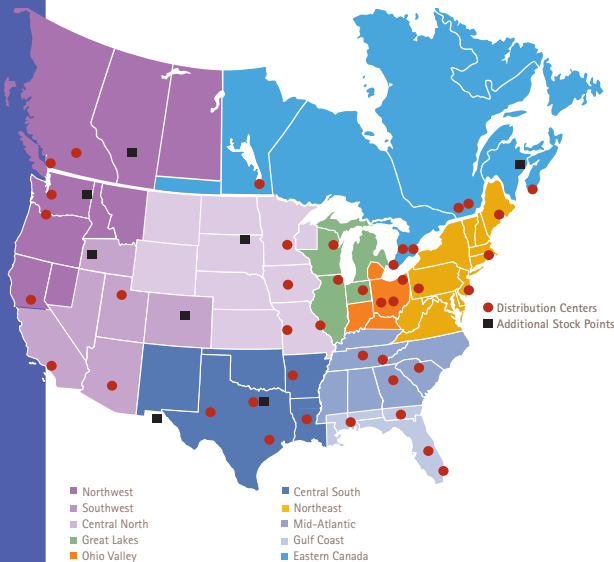 Distribution Centers
Additional Stock Points
Northwest
Southwest
Central North
Great Lakes
Ohio Valley
Central South
Northeast
Mid-Atlantic
Gulf Coast
Eastern Canada